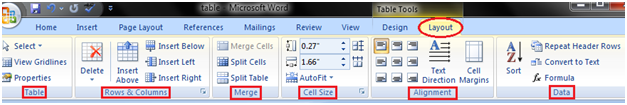 table - Microsoft Word Table Tools
Home Insert Page Layout References Mailings Review View Design Layout
Select Insert Below Merge Cells 0.27" Repeat Header Rows
View Gridlines Insert Left Split Cells 1.66" Convert to Text
Delete Insert Above Text Direction Cell Margins Sort
Properties Insert Right Split Table AutoFit Formula
Table Rows & Columns Merge Cell Size Alignment Data